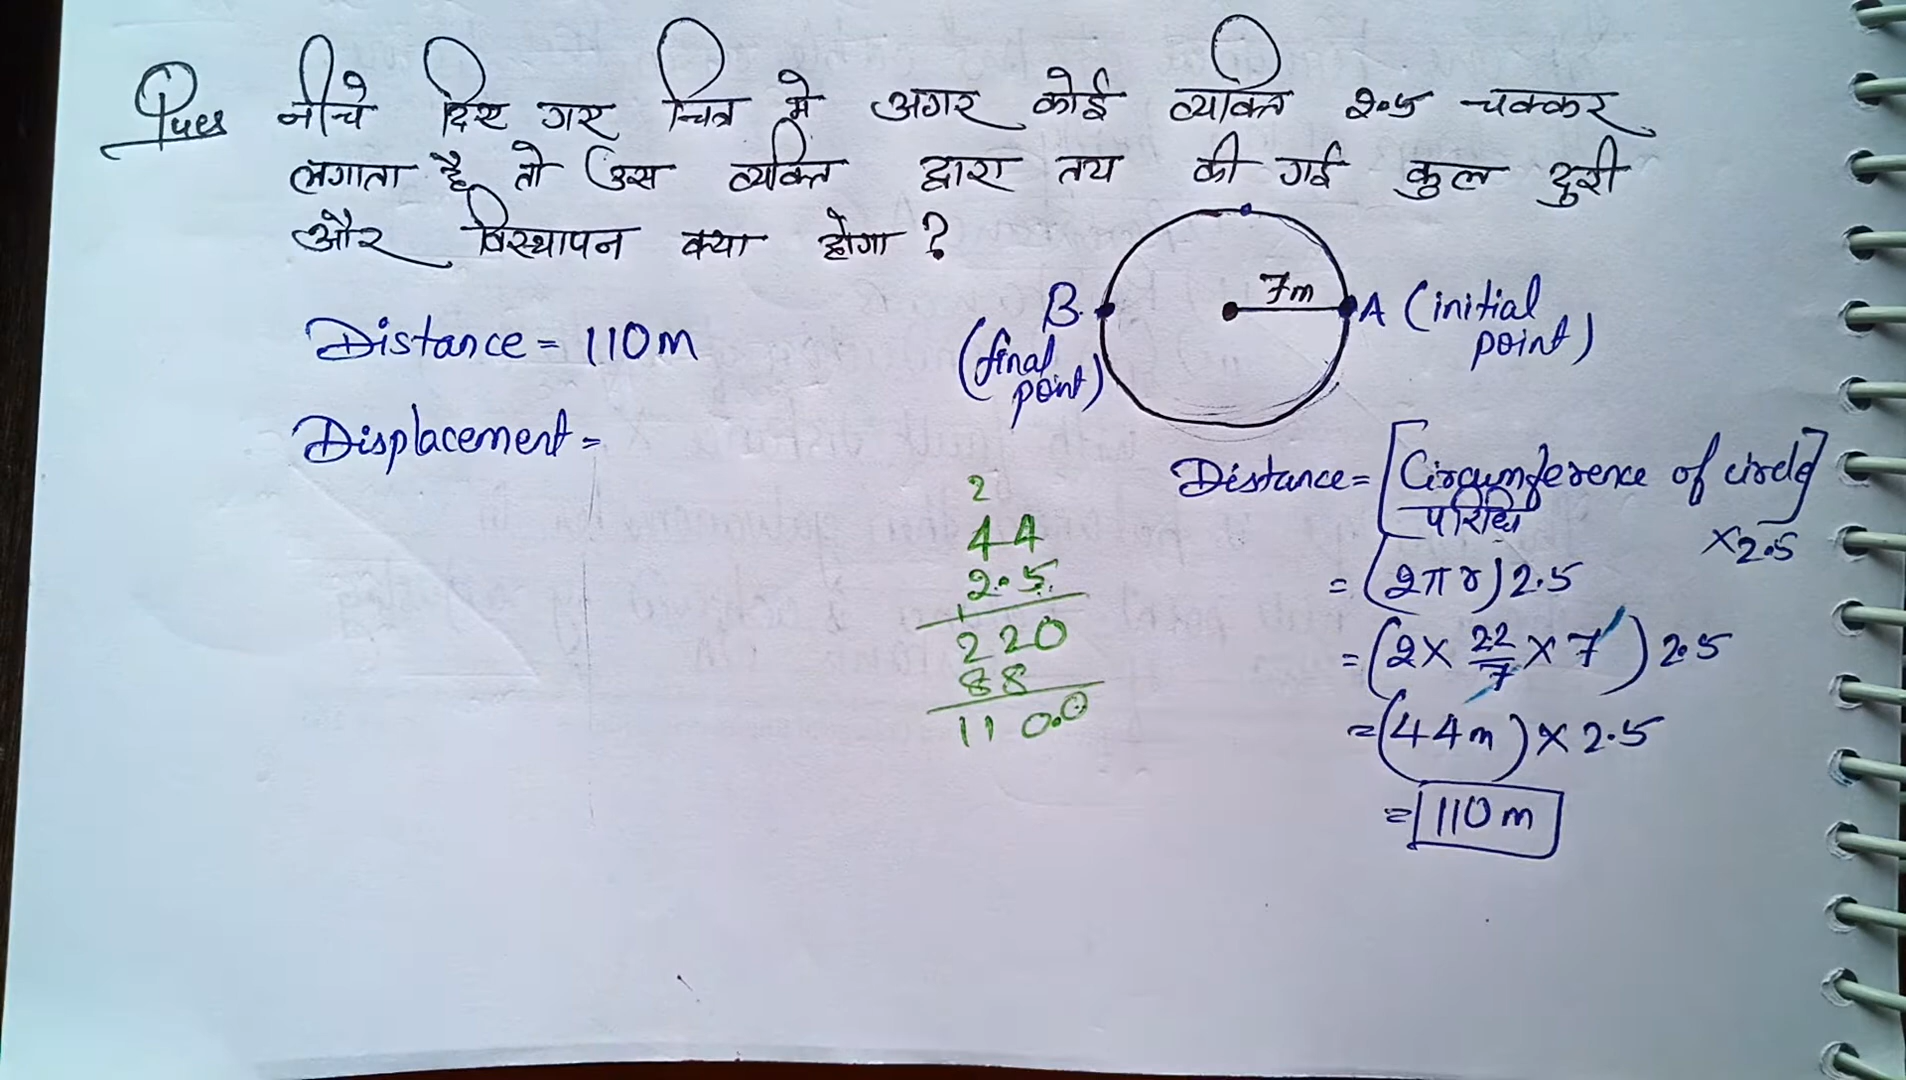 Ques नीचे दिए गए चित्र मे अगर कोई व्यक्ति 2.5 चक्कर
लगाता है तो उस व्यक्ति द्वारा तय की गई कुल दुरी
और विस्थापन क्या होगा ?
7m
B
(final
point)
A (initial
point)
Distance = 110m
Displacement =
2
44
2.5
1
220
88
110.0
Distance = [Circumference of circle]
परिधि
×2.5
= (2πr) 2.5
= (2 × 22/7 × 7) 2.5
= (44m) × 2.5
= 110m